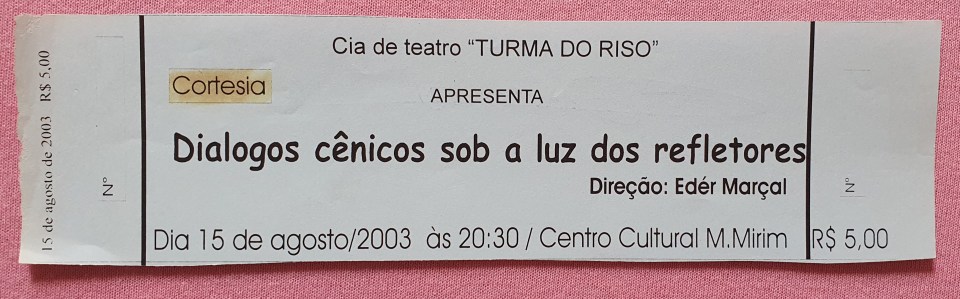 15 de agosto de 2003 R$ 5,00
Nº
Cia de teatro “TURMA DO RISO”
Cortesia
APRESENTA
Dialogos cênicos sob a luz dos refletores
Direção: Edér Marçal
Dia 15 de agosto/2003 às 20:30 / Centro Cultural M.Mirim
Nº
R$ 5,00